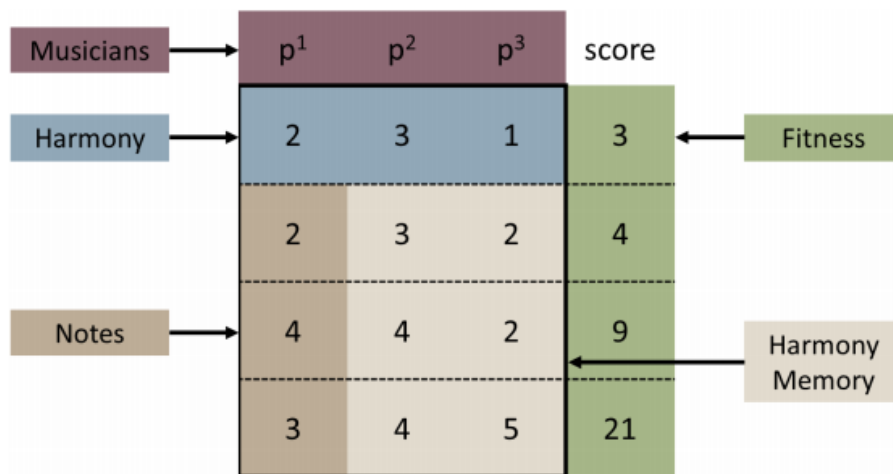 Musicians p¹ p² p³ score
Harmony 2 3 1 3 Fitness
2 3 2 4
Notes 4 4 2 9
Harmony
Memory
3 4 5 21